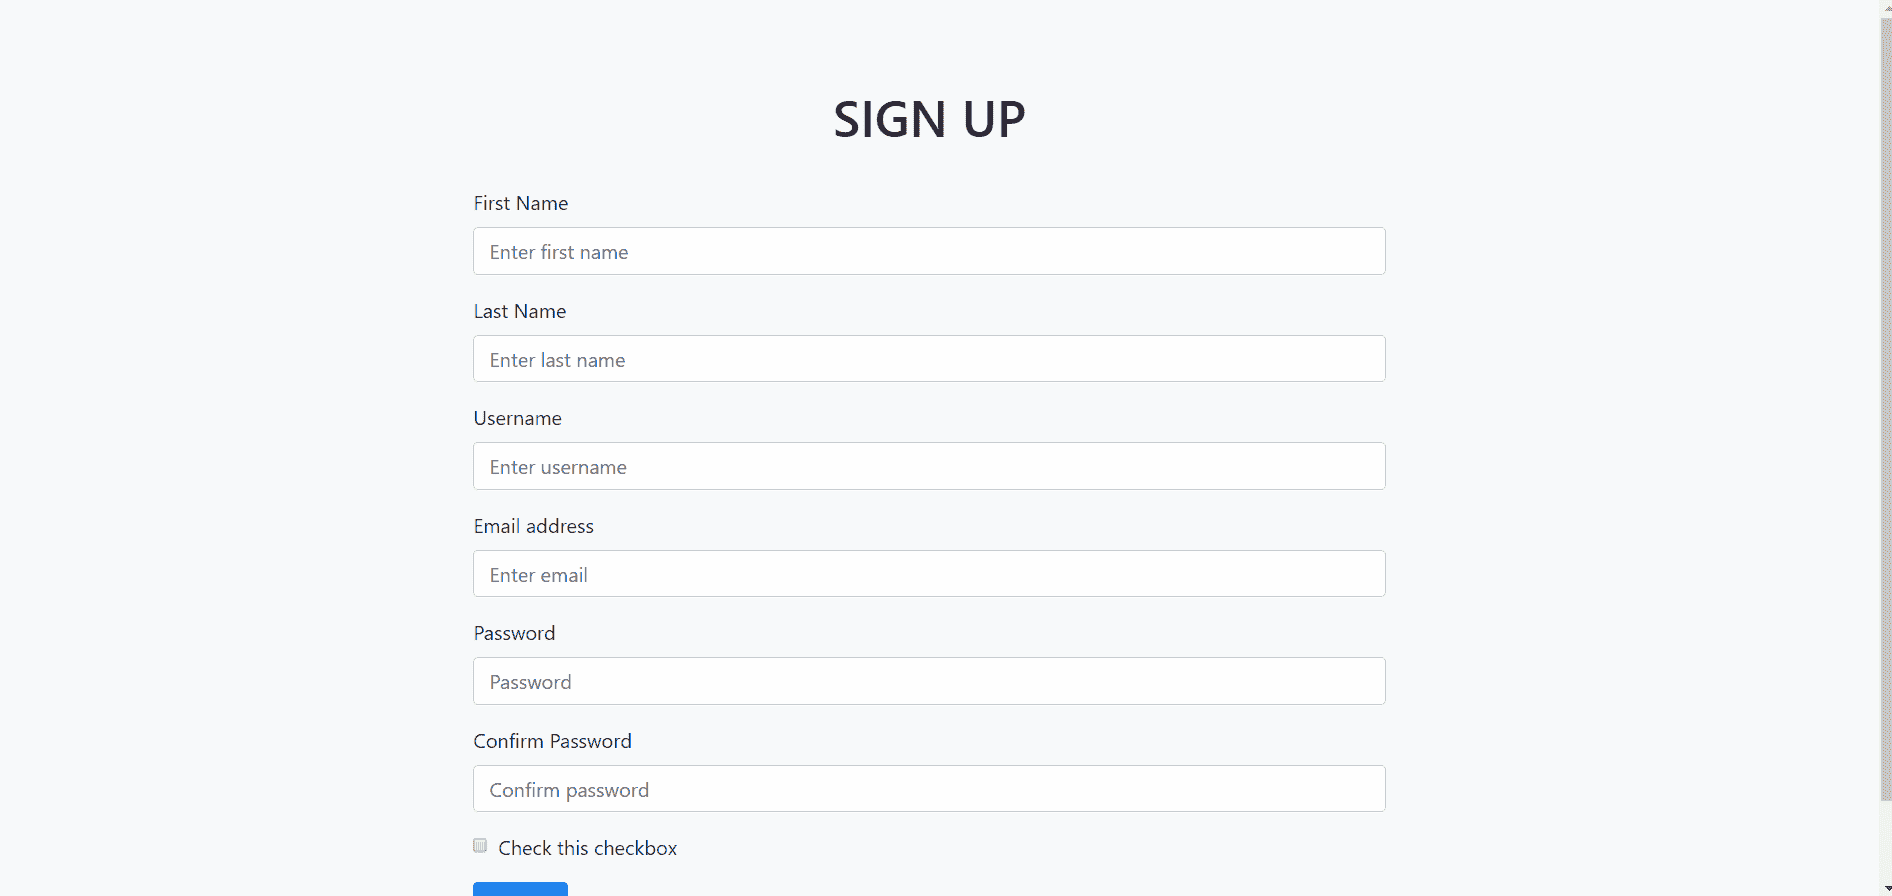 SIGN UP
First Name
Enter first name
Last Name
Enter last name
Username
Enter username
Email address
Enter email
Password
Password
Confirm Password
Confirm password
Check this checkbox